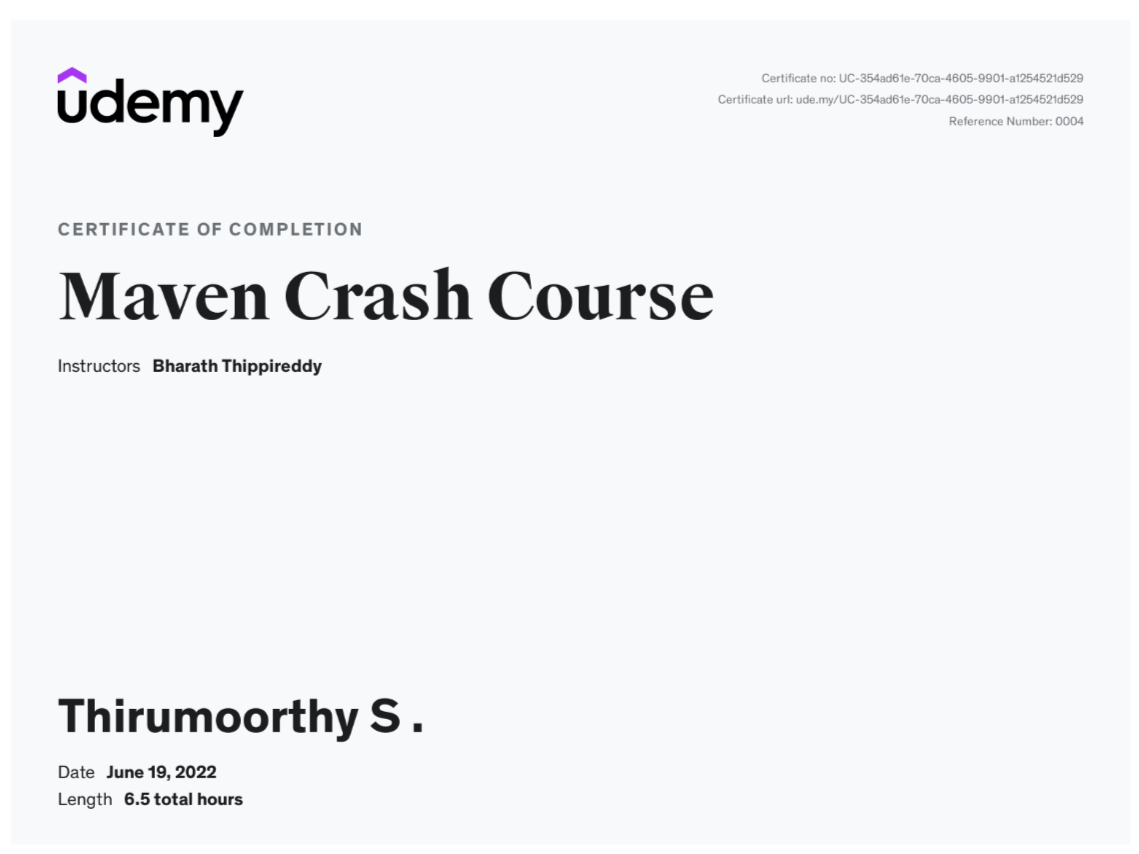 udemy
Certificate no: UC-354ad61e-70ca-4605-9901-a1254521d529
Certificate url: ude.my/UC-354ad61e-70ca-4605-9901-a1254521d529
Reference Number: 0004
CERTIFICATE OF COMPLETION
Maven Crash Course
Instructors Bharath Thippireddy
Thirumoorthy S .
Date June 19, 2022
Length 6.5 total hours